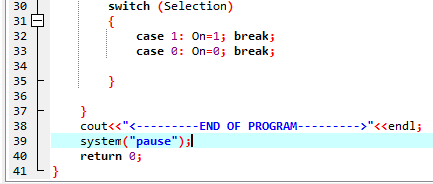 30 switch (Selection)
31 {
32 case 1: On=1; break;
33 case 0: On=0; break;
34
35 }
36
37 }
38 cout<<"<---------END OF PROGRAM--------->"<<endl;
39 system("pause");
40 return 0;
41 }